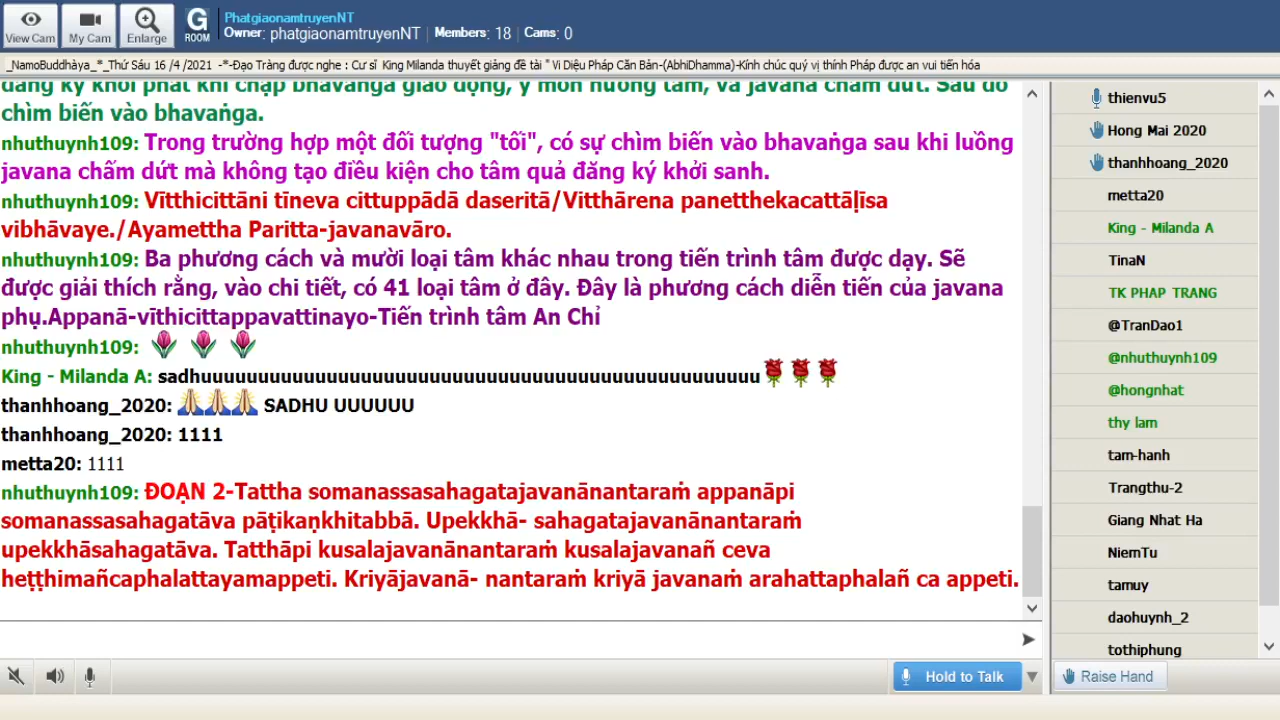 View Cam
My Cam
Enlarge
G
ROOM
PhatgiaonamtruyenNT
Owner: phatgiaonamtruyenNT | Members: 18 | Cams: 0
_NamoBuddhàya_*_Thứ Sáu 16 /4 /2021 -*-Đạo Tràng được nghe : Cư sĩ King Milanda thuyết giảng đề tài " Vi Diệu Pháp Căn Bản-(AbhiDhamma)-Kính chúc quý vị thính Pháp được an vui tiến hóa
đăng ký khởi phát khi chập bhavaṅga giao động, ý môn hướng tâm, và javana chấm dứt. Sau đó
chìm biến vào bhavaṅga.
nhuthuynh109: Trong trường hợp một đối tượng "tối", có sự chìm biến vào bhavaṅga sau khi luồng
javana chấm dứt mà không tạo điều kiện cho tâm quả đăng ký khởi sanh.
nhuthuynh109: Vītthicittāni tīneva cittuppādā daseritā/Vitthārena panetthekacattāḷīsa
vibhāvaye./Ayamettha Paritta-javanavāro.
nhuthuynh109: Ba phương cách và mười loại tâm khác nhau trong tiến trình tâm được dạy. Sẽ
được giải thích rằng, vào chi tiết, có 41 loại tâm ở đây. Đây là phương cách diễn tiến của javana
phụ.Appanā-vīthicittappavattinayo-Tiến trình tâm An Chỉ
nhuthuynh109:
King - Milanda A: sadhuuuuuuuuuuuuuuuuuuuuuuuuuuuuuuuuuuuuuuuuuuuuuuuuuu
thanhhoang_2020: SADHU UUUUUU
thanhhoang_2020: 1111
metta20: 1111
nhuthuynh109: ĐOẠN 2-Tattha somanassasahagatajavanānantaraṁ appanāpi
somanassasahagatāva pāṭikaṇkhitabbā. Upekkhā- sahagatajavanānantaraṁ
upekkhāsahagatāva. Tatthāpi kusalajavanānantaraṁ kusalajavanañ ceva
heṭṭhimañcaphalattayamappeti. Kriyājavanā- nantaraṁ kriyā javanaṁ arahattaphalañ ca appeti.
thienvu5
Hong Mai 2020
thanhhoang_2020
metta20
King - Milanda A
TinaN
TK PHAP TRANG
@TranDao1
@nhuthuynh109
@hongnhat
thy lam
tam-hanh
Trangthu-2
Giang Nhat Ha
NiemTu
tamuy
daohuynh_2
tothiphung
Hold to Talk
Raise Hand